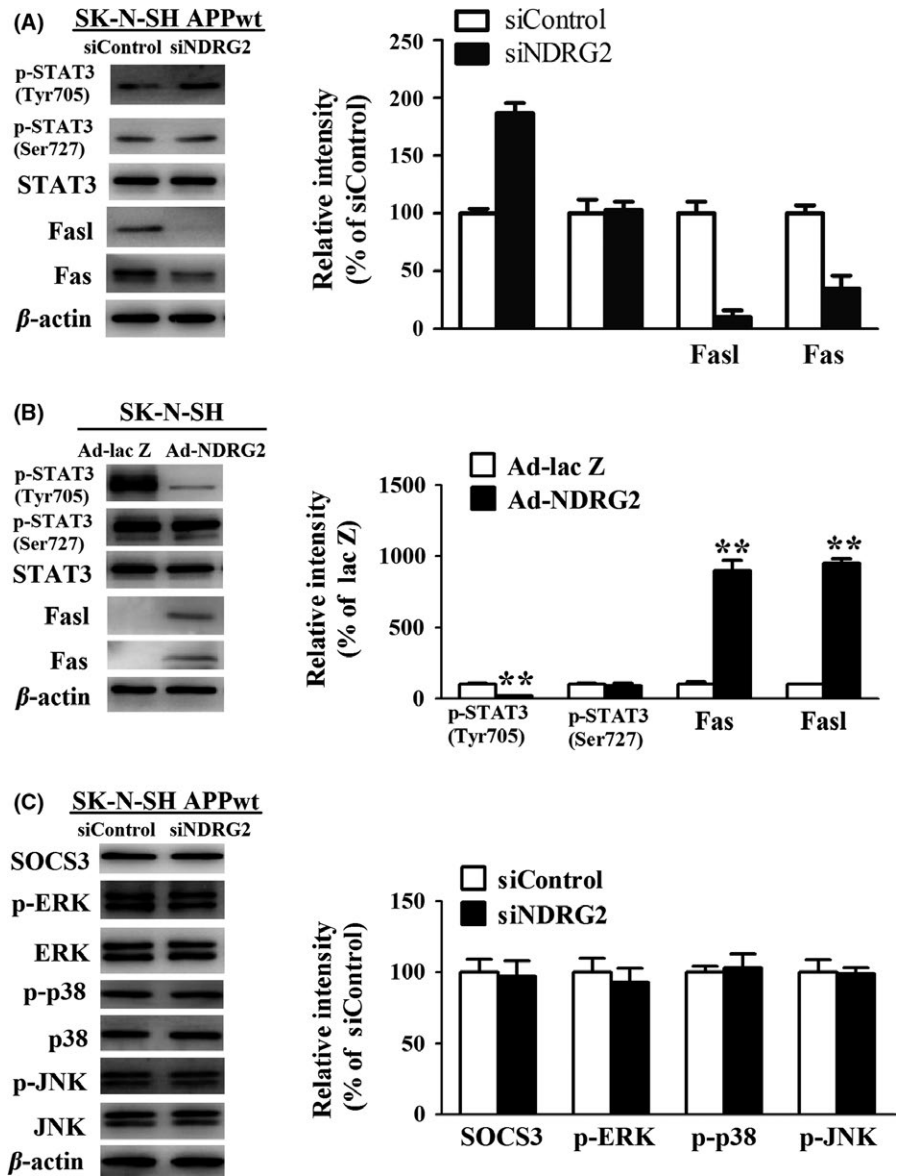 (A)
SK-N-SH APPwt
siControl siNDRG2
p-STAT3
(Tyr705)
p-STAT3
(Ser727)
STAT3
Fasl
Fas
β-actin
siControl
siNDRG2
Relative intensity
(% of siControl)
250
200
150
100
50
0
Fasl Fas
(B)
SK-N-SH
Ad-lac Z Ad-NDRG2
p-STAT3
(Tyr705)
p-STAT3
(Ser727)
STAT3
Fasl
Fas
β-actin
Ad-lac Z
Ad-NDRG2
Relative intensity
(% of lac Z)
1500
1000
500
0
** ** **
p-STAT3 p-STAT3 Fas Fasl
(Tyr705) (Ser727)
(C)
SK-N-SH APPwt
siControl siNDRG2
SOCS3
p-ERK
ERK
p-p38
p38
p-JNK
JNK
β-actin
siControl
siNDRG2
Relative intensity
(% of siControl)
150
100
50
0
SOCS3 p-ERK p-p38 p-JNK